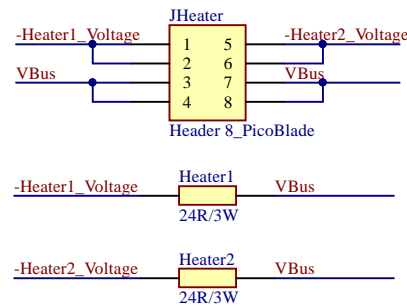 JHeater
-Heater1_Voltage 1 5 -Heater2_Voltage
2 6
VBus 3 7 VBus
4 8
Header 8_PicoBlade
Heater1
-Heater1_Voltage VBus
24R/3W
Heater2
-Heater2_Voltage VBus
24R/3W